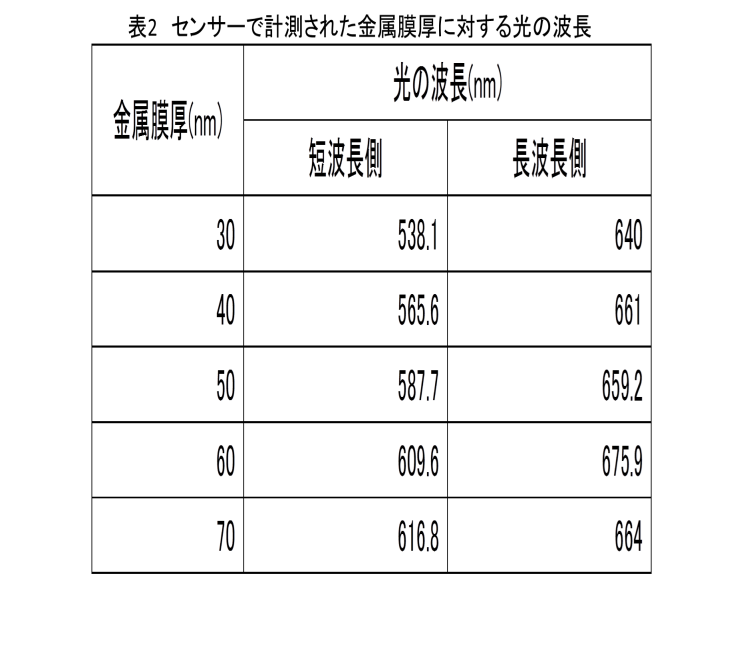 表2 センサーで計測された金属膜厚に対する光の波長
金属膜厚(nm) 光の波長(nm)
短波長側 長波長側
30 538.1 640
40 565.6 661
50 587.7 659.2
60 609.6 675.9
70 616.8 664